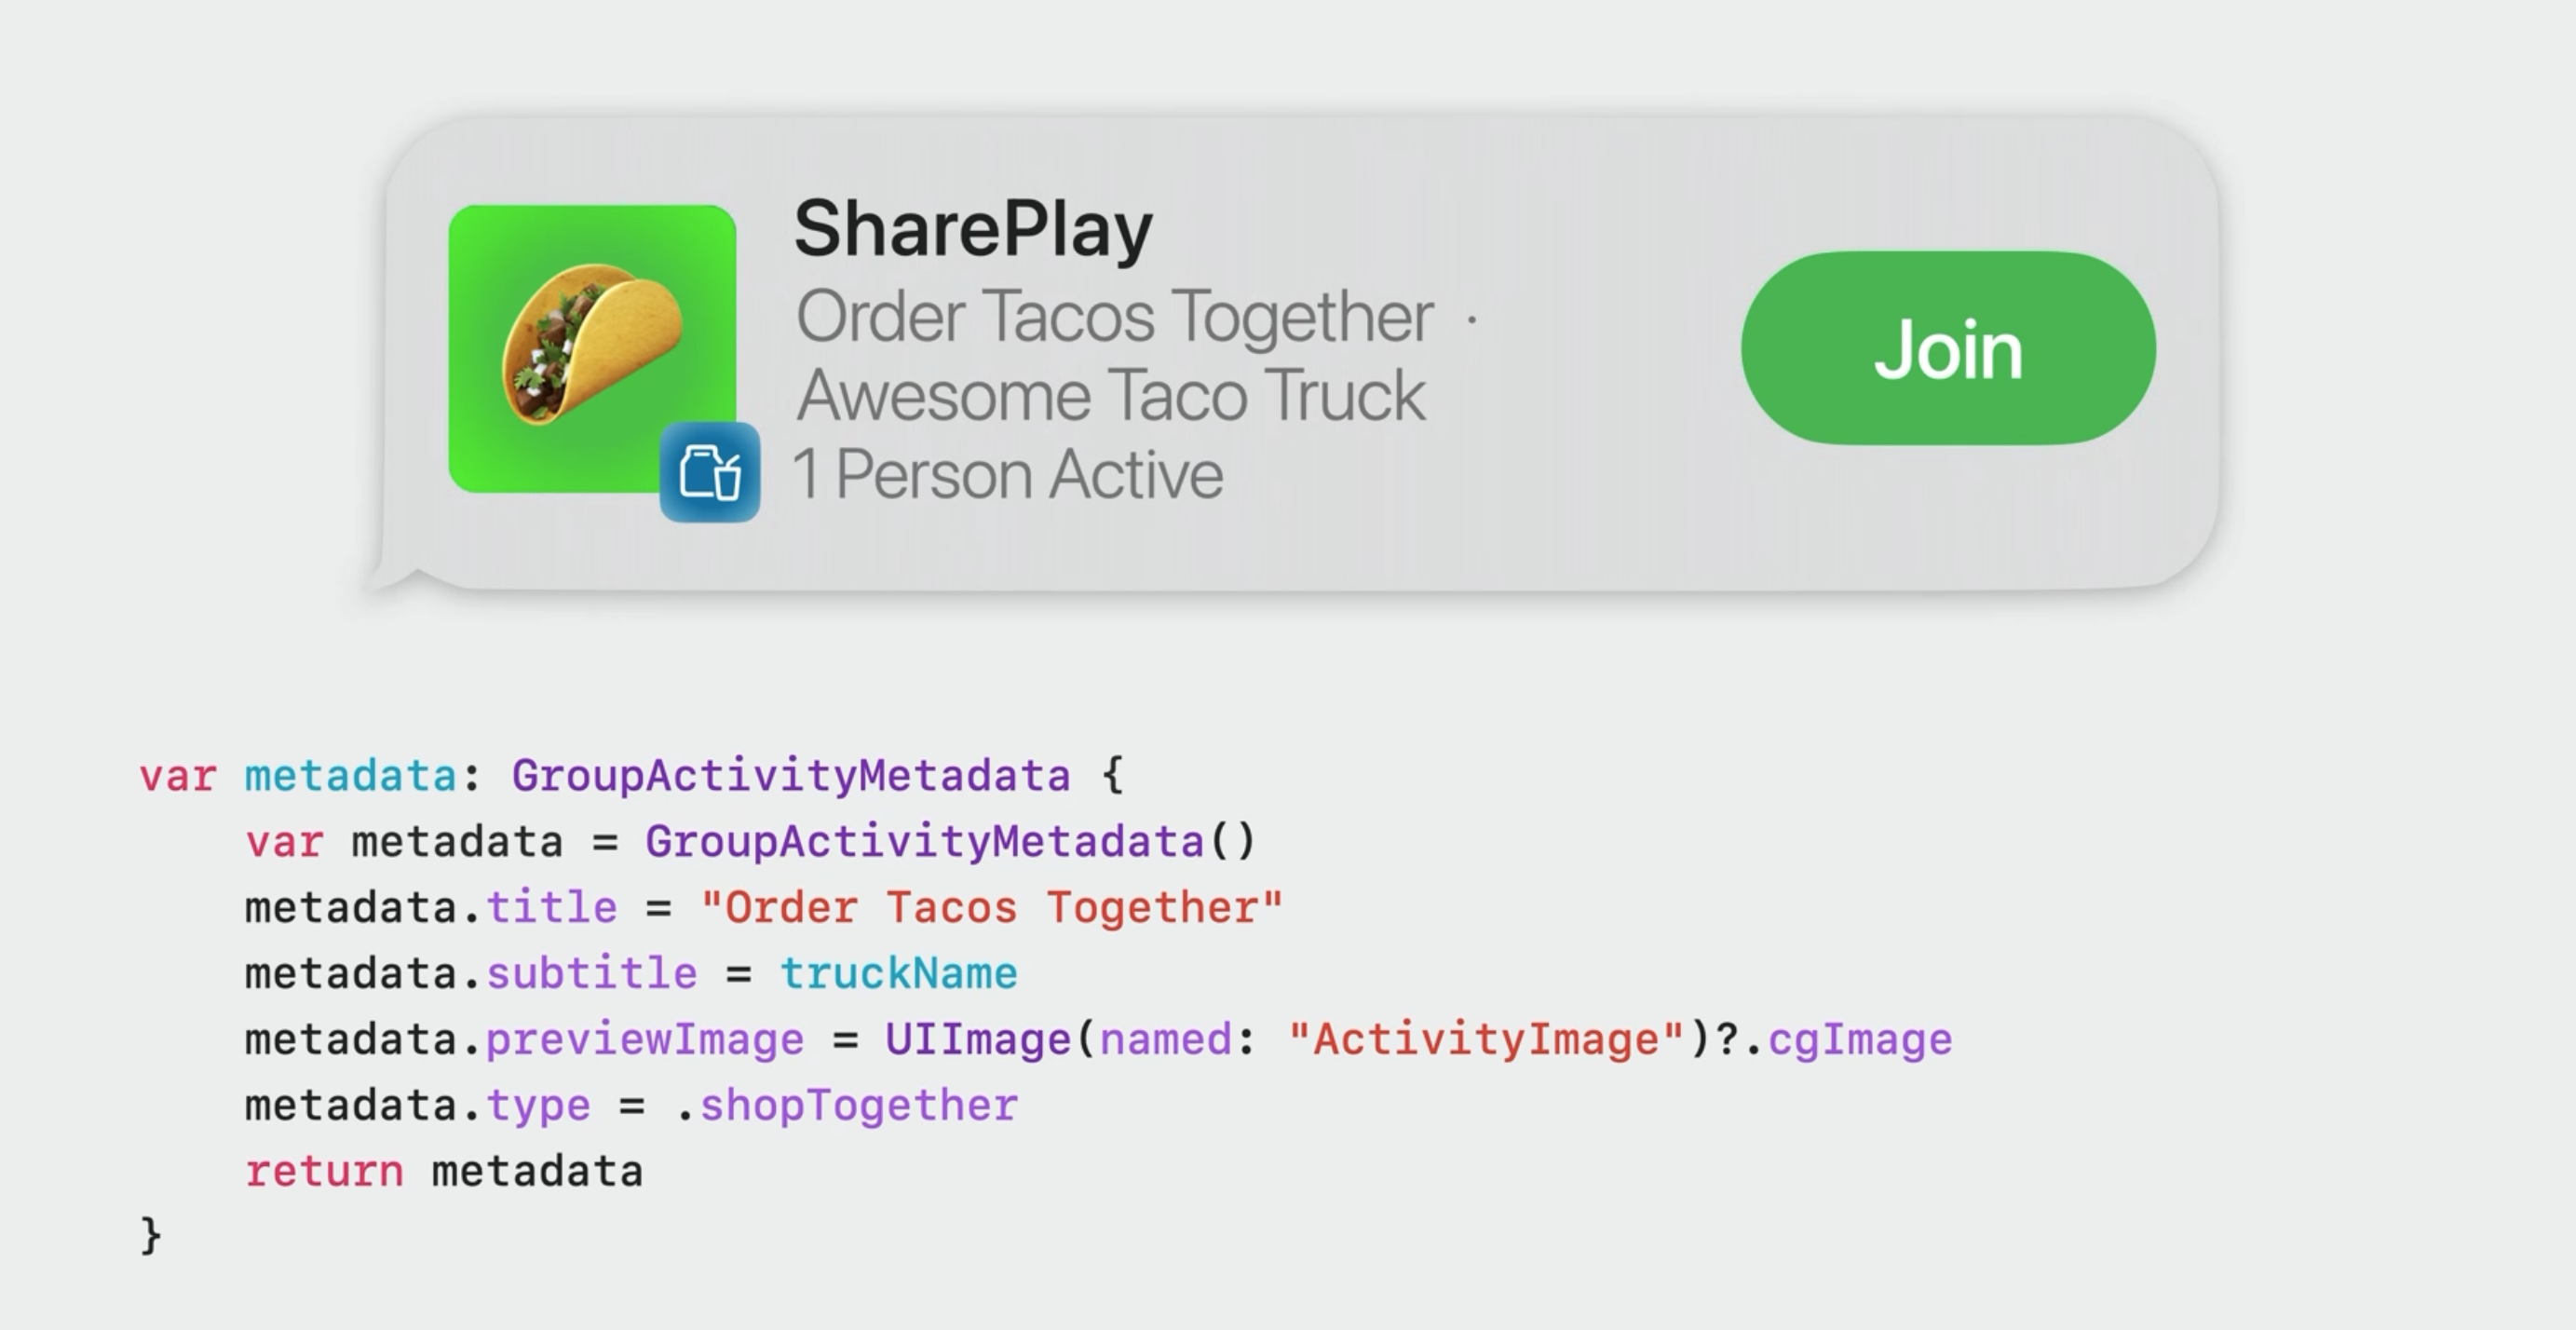 SharePlay
Order Tacos Together ·
Awesome Taco Truck
1 Person Active
Join
var metadata: GroupActivityMetadata {
    var metadata = GroupActivityMetadata()
    metadata.title = "Order Tacos Together"
    metadata.subtitle = truckName
    metadata.previewImage = UIImage(named: "ActivityImage")?.cgImage
    metadata.type = .shopTogether
    return metadata
}